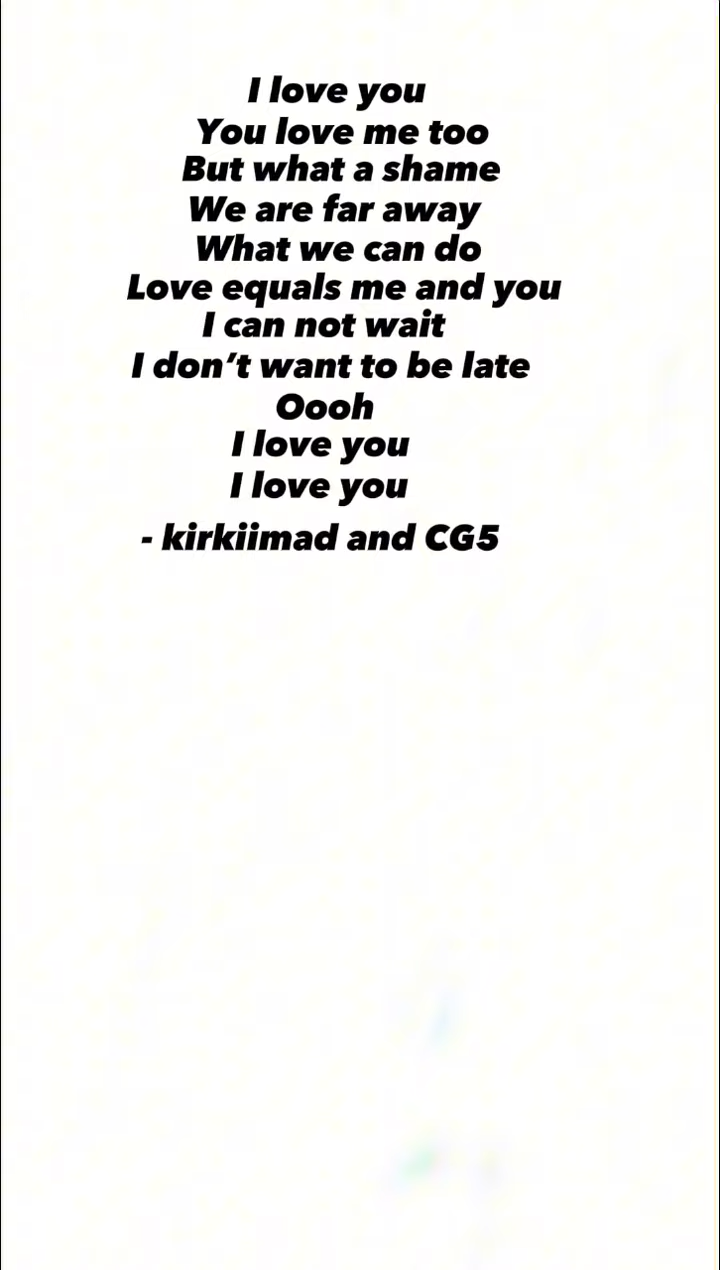 I love you
You love me too
But what a shame
We are far away
What we can do
Love equals me and you
I can not wait
I don’t want to be late
Oooh
I love you
I love you
- kirkiimad and CG5